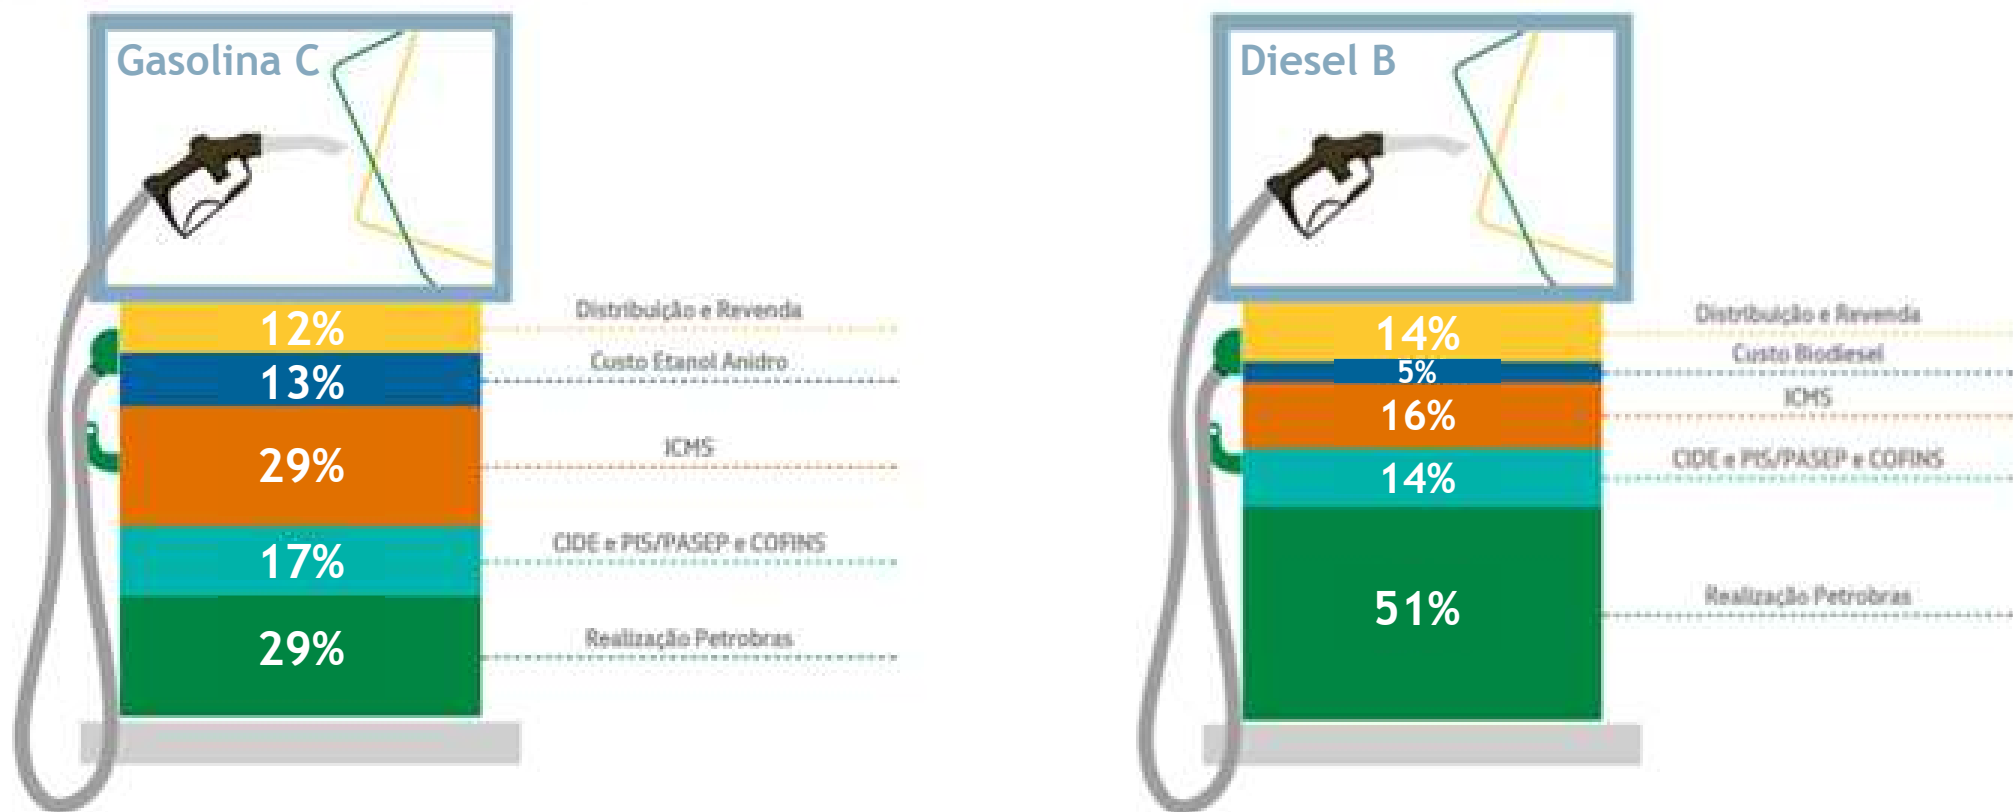 Gasolina C
12%
Distribuição e Revenda
13%
Custo Etanol Anidro
29%
ICMS
17%
CIDE e PIS/PASEP e COFINS
29%
Realização Petrobras
Diesel B
14%
Distribuição e Revenda
5%
Custo Biodiesel
16%
ICMS
14%
CIDE e PIS/PASEP e COFINS
51%
Realização Petrobras